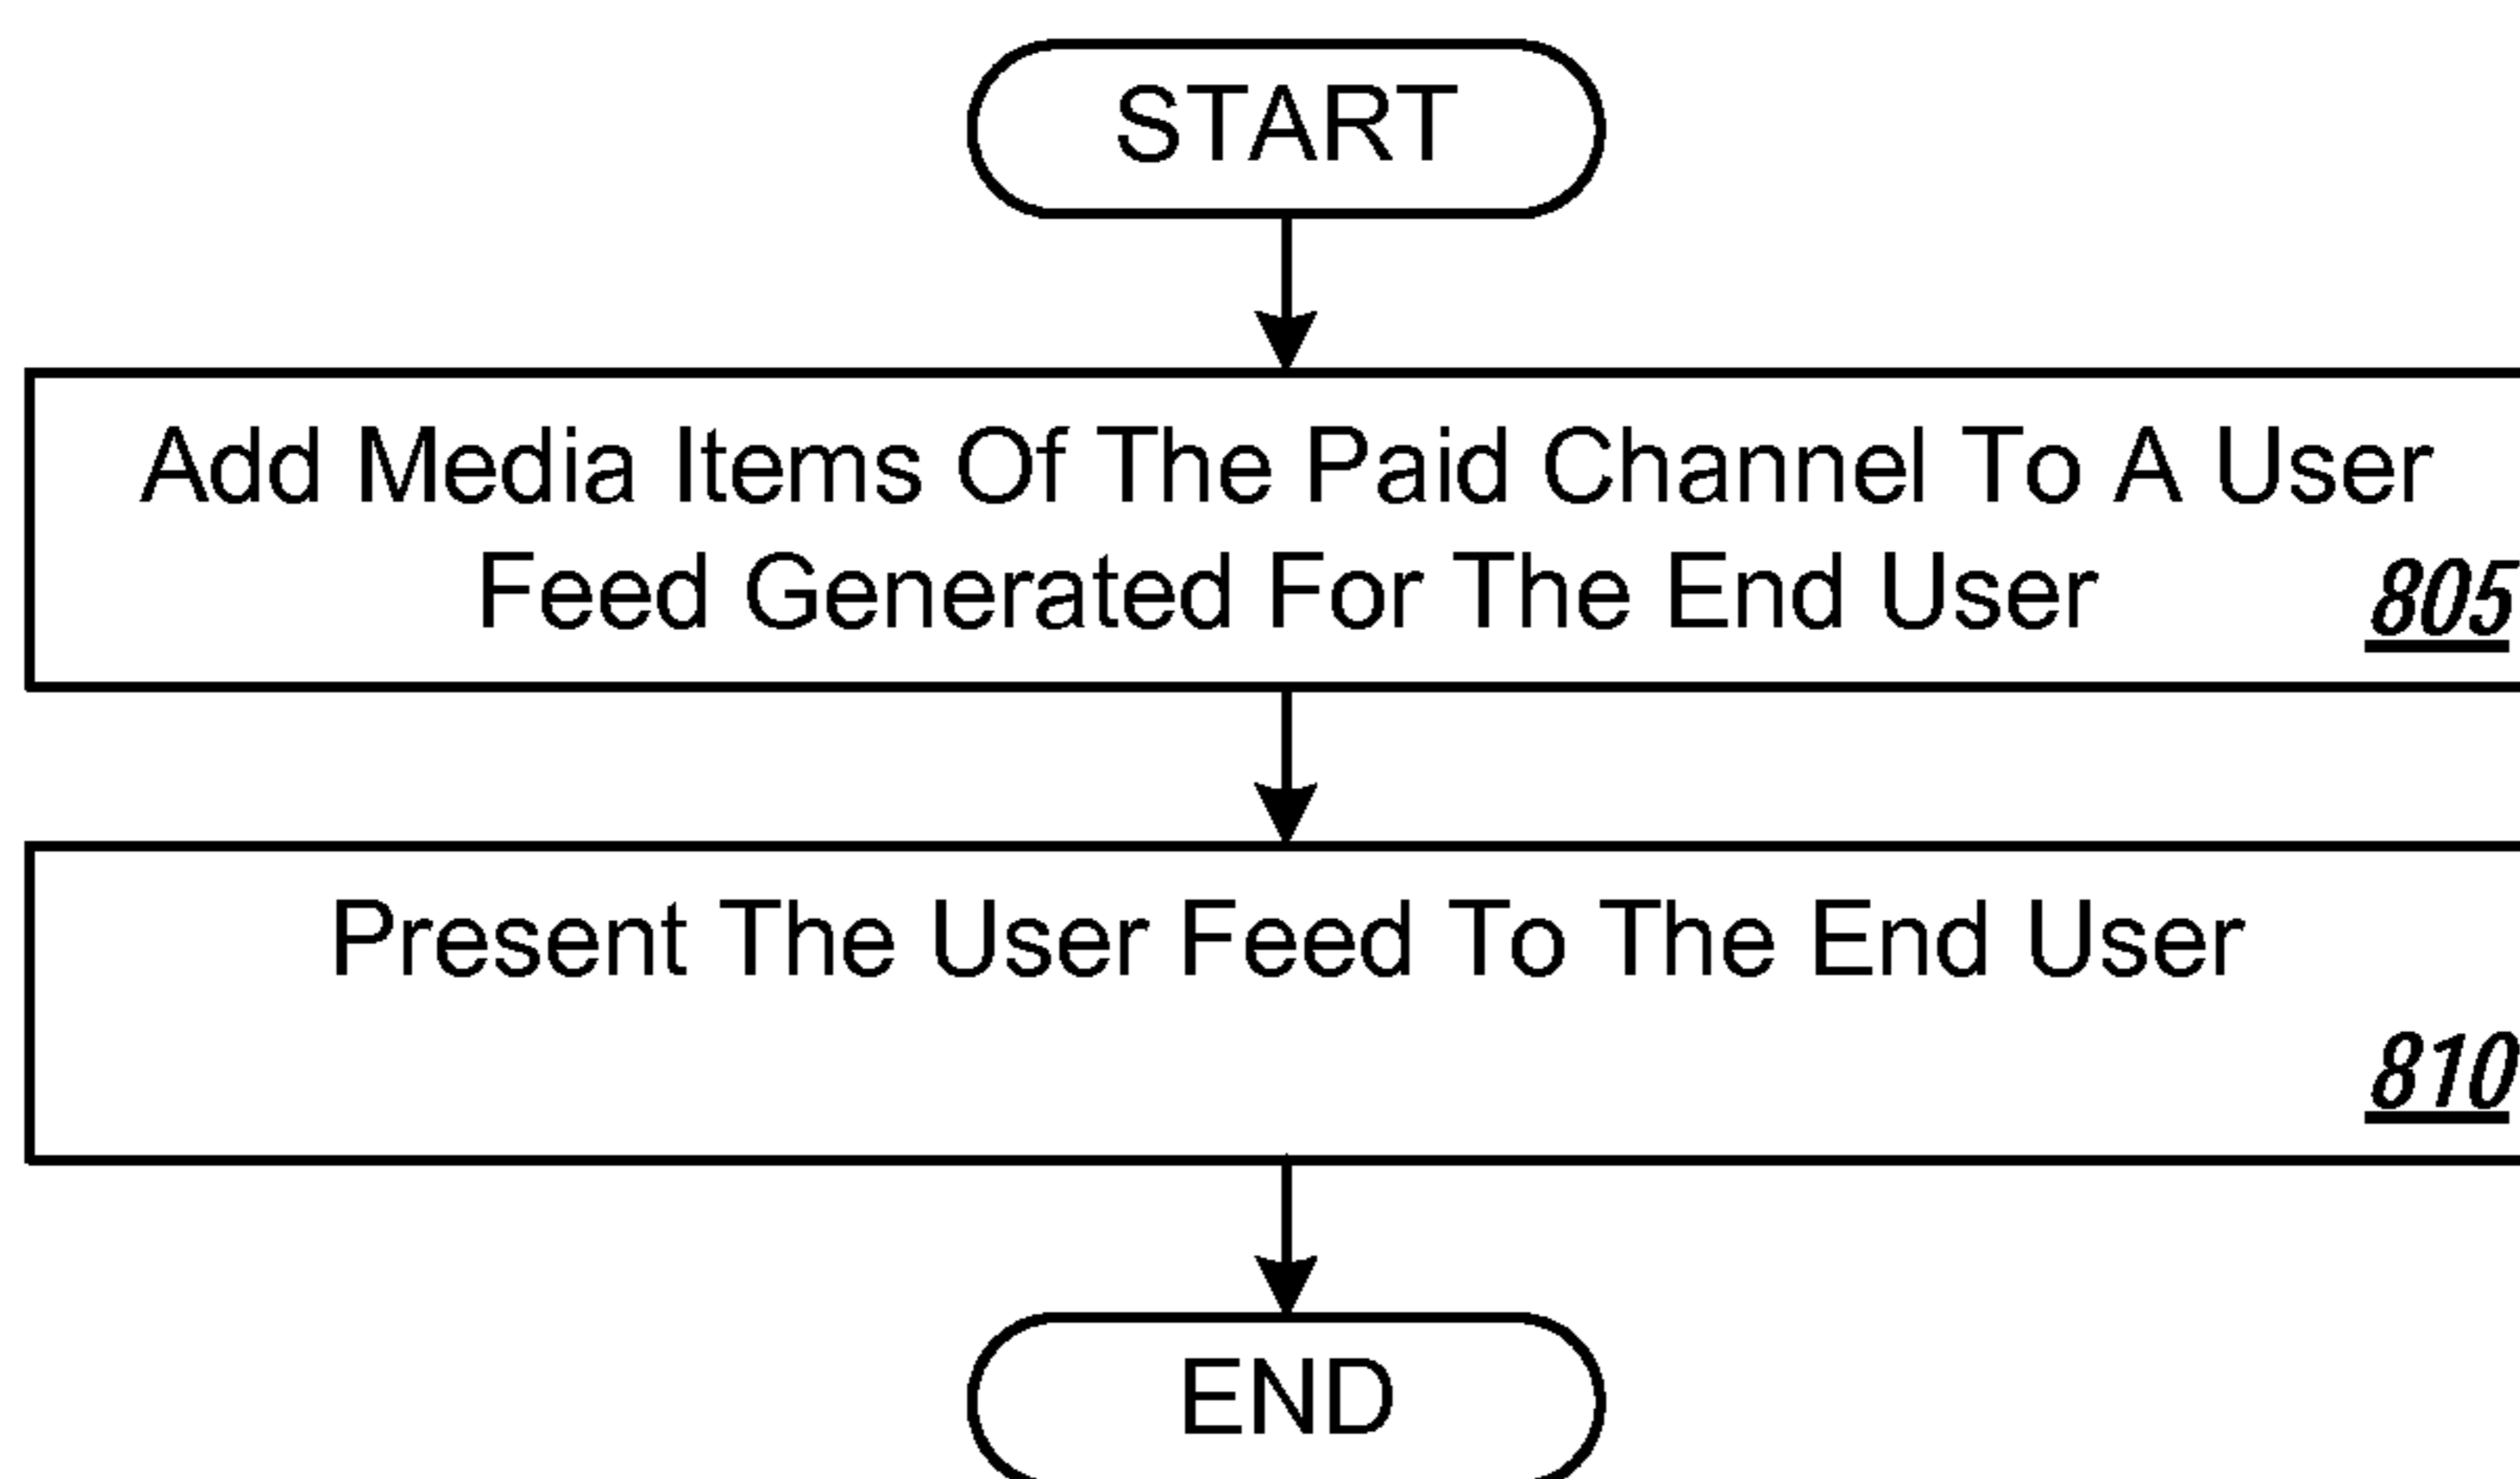 START
Add Media Items Of The Paid Channel To A User
Feed Generated For The End User 805
Present The User Feed To The End User
810
END